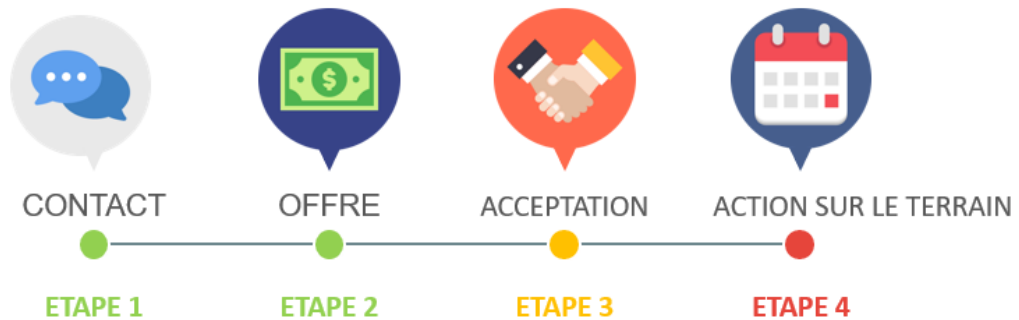 CONTACT
OFFRE
ACCEPTATION
ACTION SUR LE TERRAIN
ETAPE 1
ETAPE 2
ETAPE 3
ETAPE 4